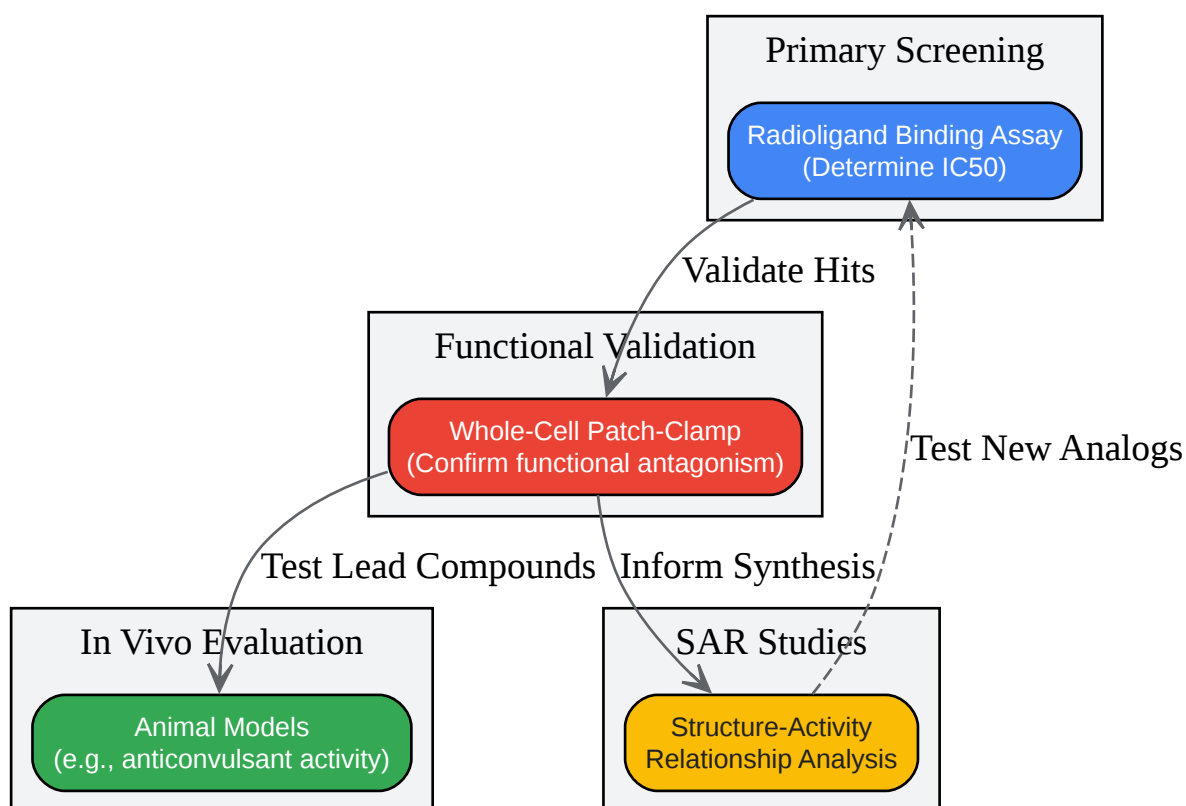 Primary Screening
Radioligand Binding Assay
(Determine IC50)
Validate Hits
Functional Validation
Whole-Cell Patch-Clamp
(Confirm functional antagonism)
Test New Analogs
Test Lead Compounds
Inform Synthesis
In Vivo Evaluation
Animal Models
(e.g., anticonvulsant activity)
SAR Studies
Structure-Activity
Relationship Analysis